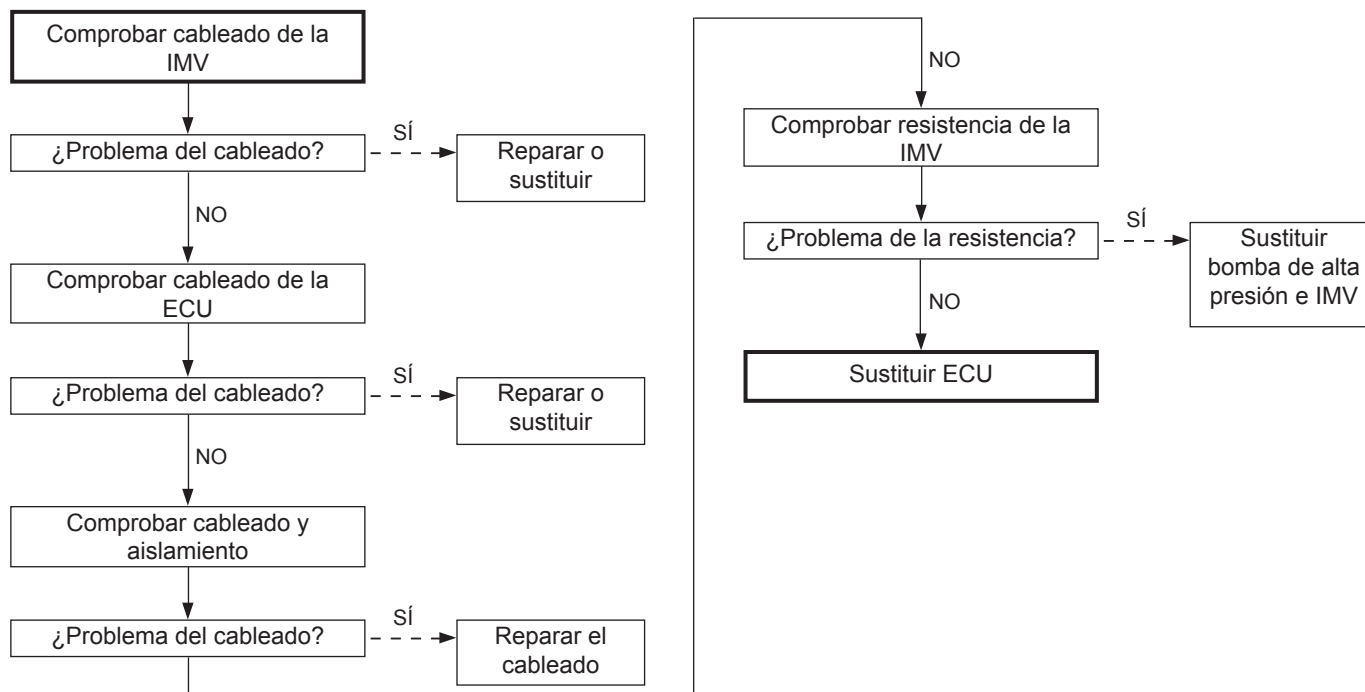 Comprobar cableado de la
IMV
¿Problema del cableado?
SÍ
Reparar o
sustituir
NO
Comprobar cableado de la
ECU
¿Problema del cableado?
SÍ
Reparar o
sustituir
NO
Comprobar cableado y
aislamiento
¿Problema del cableado?
SÍ
Reparar el
cableado
NO
Comprobar resistencia de la
IMV
¿Problema de la resistencia?
SÍ
Sustituir
bomba de alta
presión e IMV
NO
Sustituir ECU